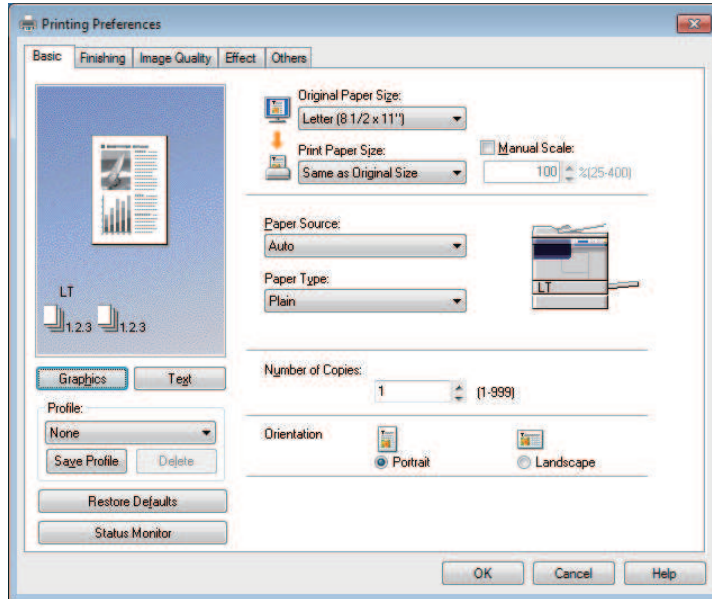 Printing Preferences
Basic Finishing Image Quality Effect Others
Original Paper Size:
Letter (8 1/2 x 11")
Print Paper Size:
Manual Scale:
Same as Original Size
100 %(25-400)
Paper Source:
Auto
Paper Type:
Plain
LT
LT
1.2.3 1.2.3
Graphics Text
Number of Copies:
1 (1-999)
Profile:
None
Save Profile Delete
Orientation
Portrait Landscape
Restore Defaults
Status Monitor
OK Cancel Help